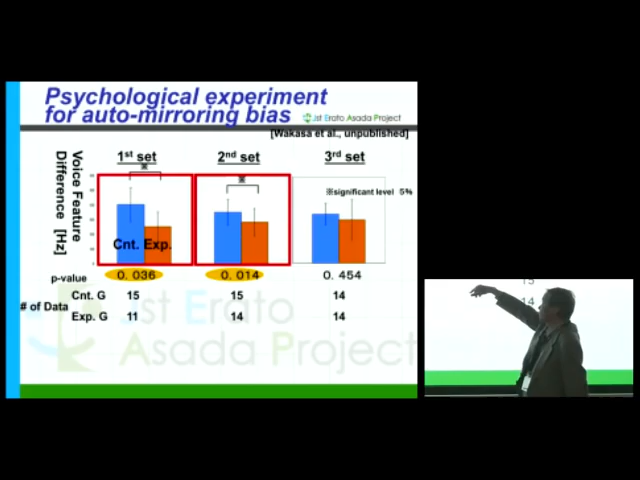 Psychological experiment
for auto-mirroring bias
Jst Erato Asada Project
[Wakasa et al., unpublished]
1st set 2nd set 3rd set
※ ※
※significant level 5%
Voice Feature
Difference [Hz]
Cnt. Exp.
p-value 0.036 0.014 0.454
# of Data
Cnt. G 15 15 14
Exp. G 11 14 14
Jst Erato
Asada Project
15
14